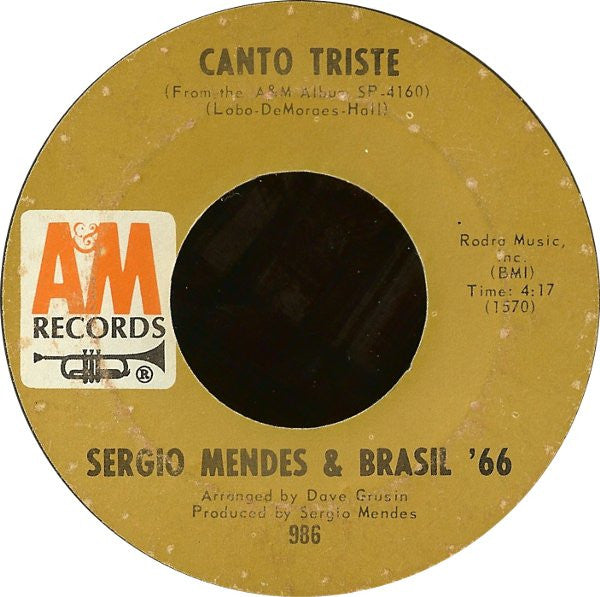 CANTO TRISTE
(From the A&M Album SP-4160)
(Lobo-DeMoraes-Hall)
A&M
RECORDS
®
Rodra Music,
Inc.
(BMI)
Time: 4:17
(1570)
SERGIO MENDES & BRASIL '66
Arranged by Dave Grusin
Produced by Sergio Mendes
986